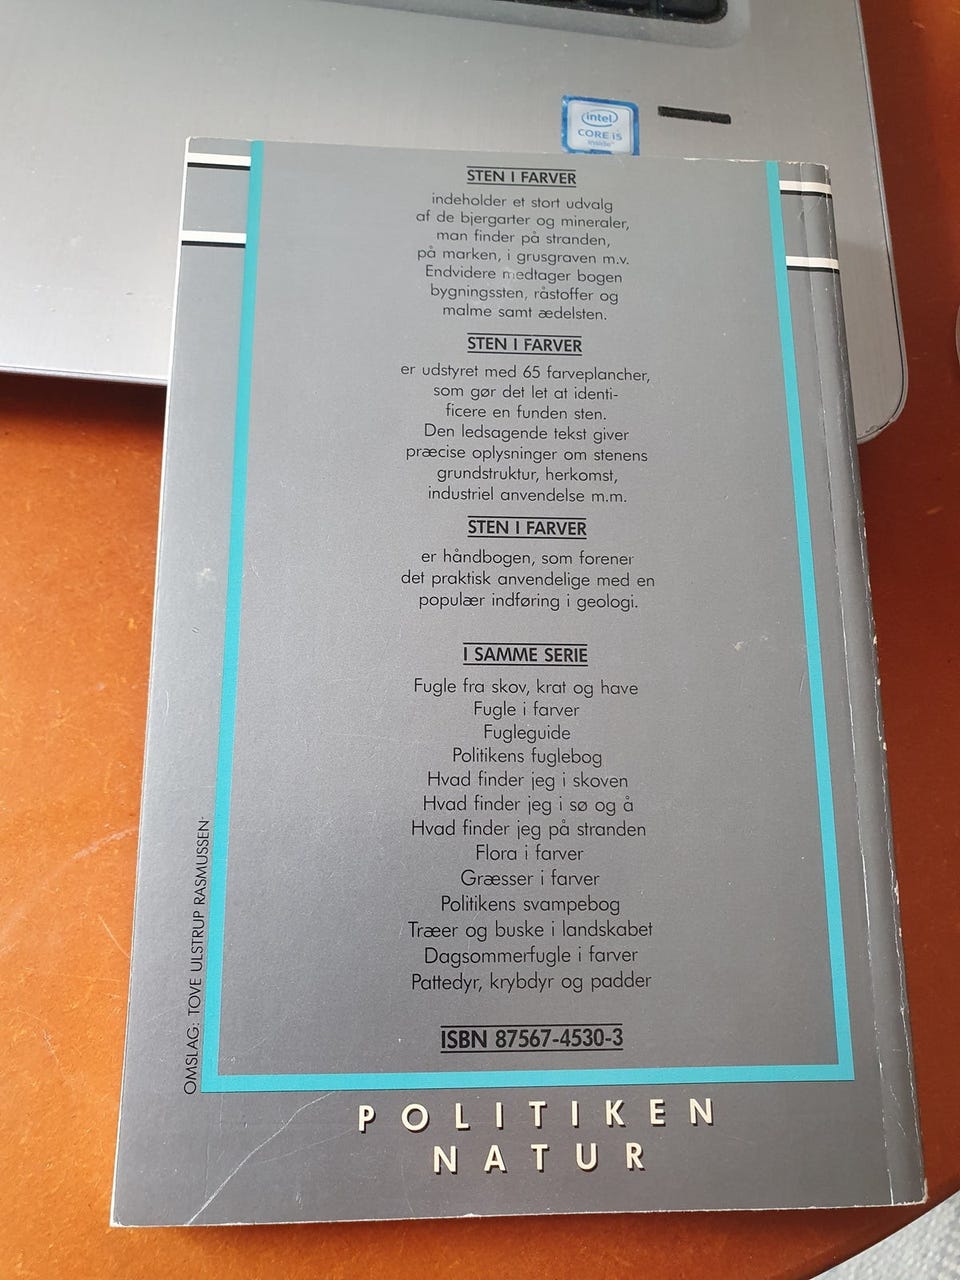 intel
CORE i5
inside™
STEN I FARVER
indeholder et stort udvalg
af de bjergarter og mineraler,
man finder på stranden,
på marken, i grusgraven m.v.
Endvidere medtager bogen
bygningssten, råstoffer og
malme samt ædelsten.
STEN I FARVER
er udstyret med 65 farveplancher,
som gør det let at identi-
ficere en funden sten.
Den ledsagende tekst giver
præcise oplysninger om stenens
grundstruktur, herkomst,
industriel anvendelse m.m.
STEN I FARVER
er håndbogen, som forener
det praktisk anvendelige med en
populær indføring i geologi.
I SAMME SERIE
Fugle fra skov, krat og have
Fugle i farver
Fugleguide
Politikens fuglebog
Hvad finder jeg i skoven
Hvad finder jeg i sø og å
Hvad finder jeg på stranden
Flora i farver
Græsser i farver
Politikens svampebog
Træer og buske i landskabet
Dagsommerfugle i farver
Pattedyr, krybdyr og padder
ISBN 87567-4530-3
OMSLAG: TOVE ULSTRUP RASMUSSEN
POLITIKEN
NATUR